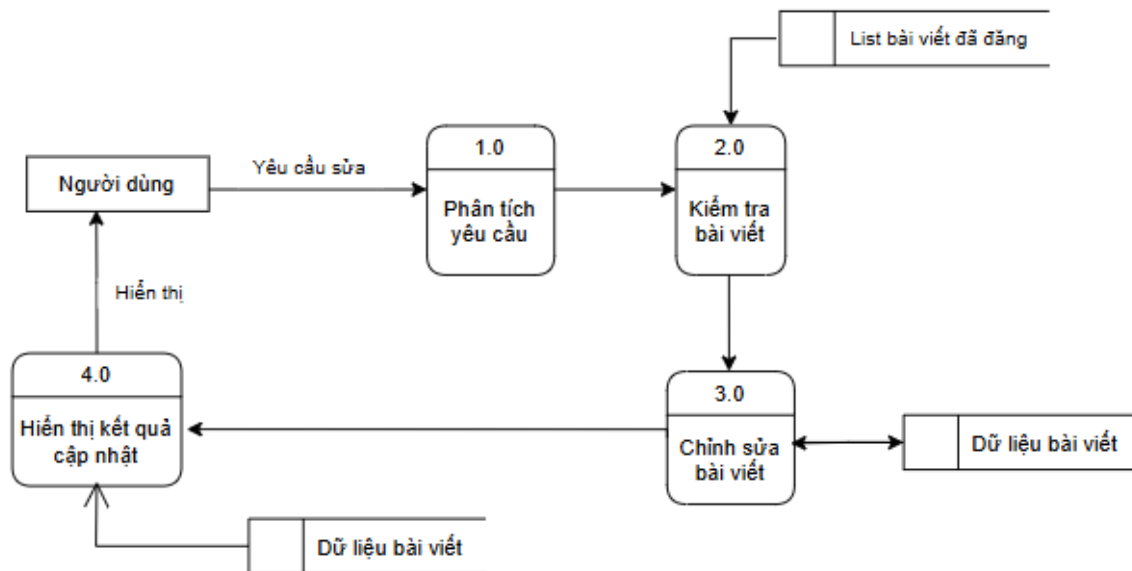 List bài viết đã đăng
1.0
2.0
Yêu cầu sửa
Người dùng
Phân tích
yêu cầu
Kiểm tra
bài viết
Hiển thị
4.0
3.0
Hiển thị kết quả
cập nhật
Chỉnh sửa
bài viết
Dữ liệu bài viết
Dữ liệu bài viết